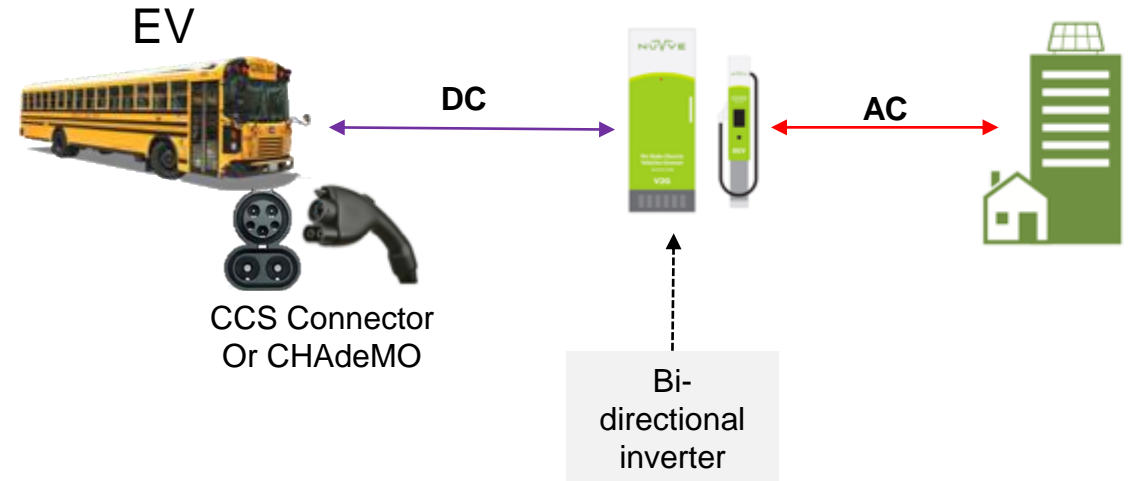 EV
DC
AC
NUVVE
V2G
CCS Connector
Or CHAdeMO
Bi-
directional
inverter